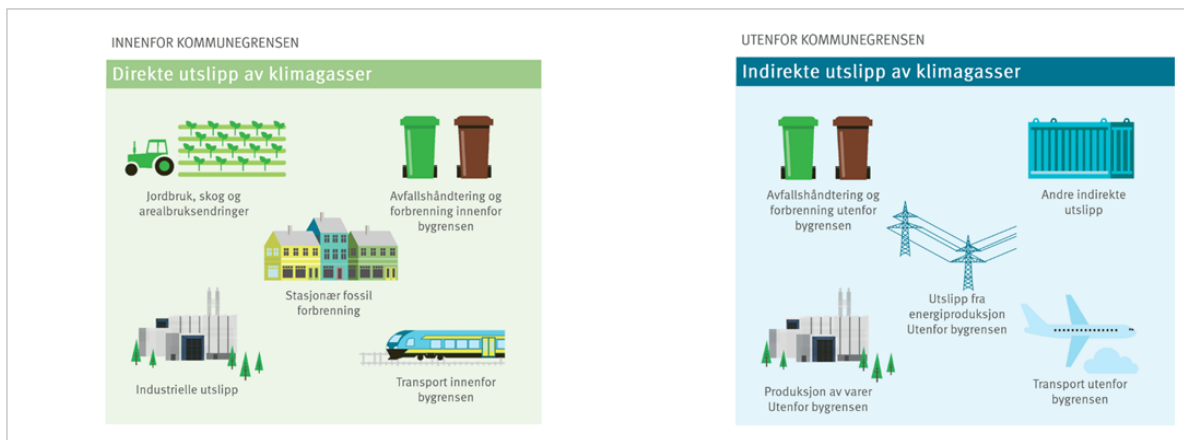 INNENFOR KOMMUNEGRENSEN
Direkte utslipp av klimagasser
Jordbruk, skog og
arealbruksendringer
Avfallshåndtering og
forbrenning innenfor
bygrensen
Stasjonær fossil
forbrenning
Industrielle utslipp
Transport innenfor
bygrensen
UTENFOR KOMMUNEGRENSEN
Indirekte utslipp av klimagasser
Avfallshåndtering og
forbrenning utenfor
bygrensen
Andre indirekte
utslipp
Utslipp fra
energiproduksjon
Utenfor bygrensen
Produksjon av varer
Utenfor bygrensen
Transport utenfor
bygrensen